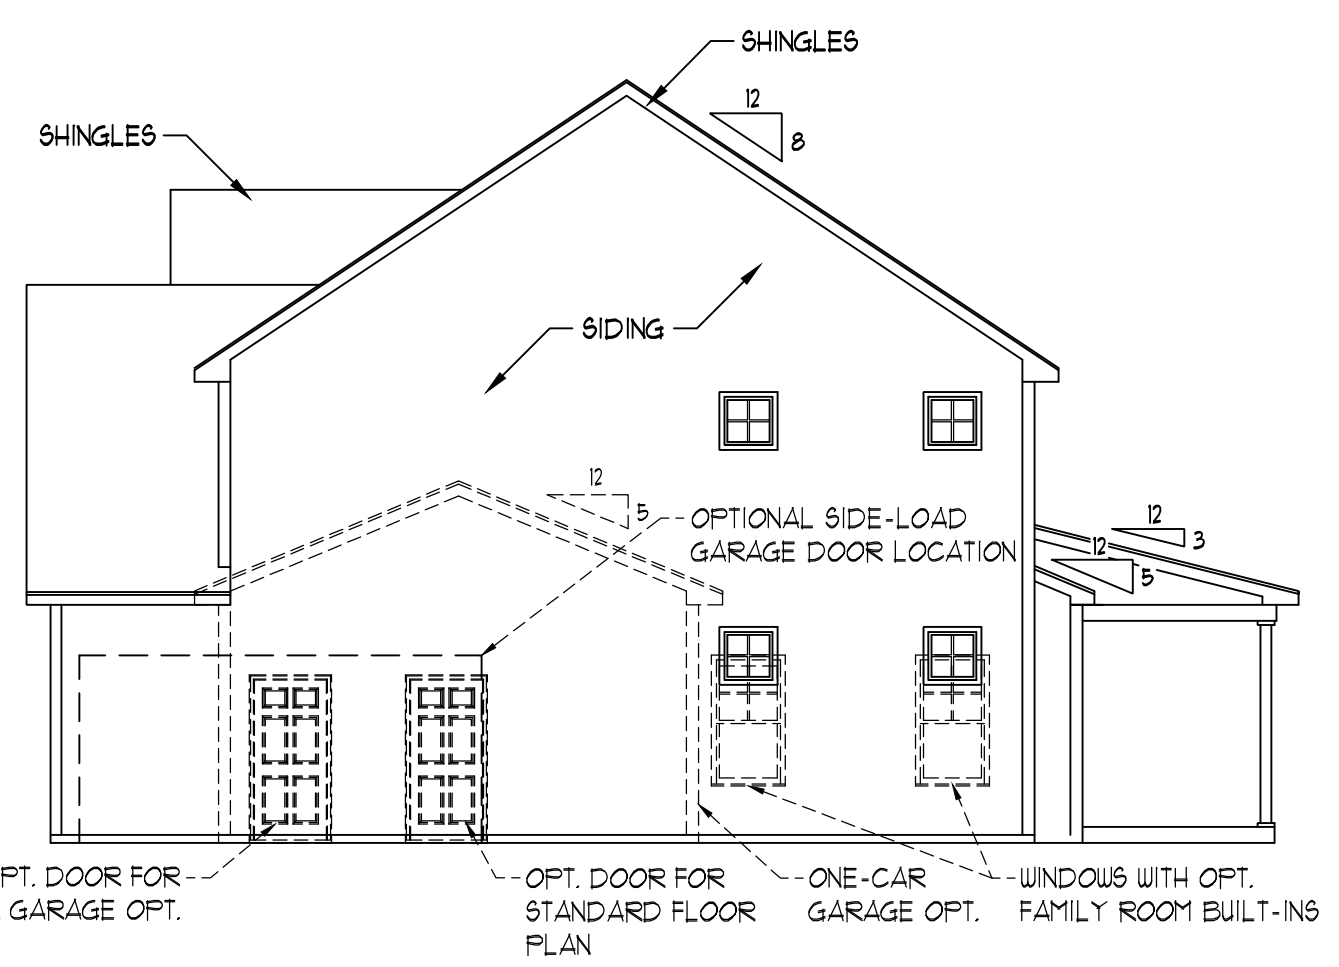 SHINGLES
12
8
SHINGLES
SIDING
12
5
OPTIONAL SIDE-LOAD
GARAGE DOOR LOCATION
12
3
12
5
PT. DOOR FOR
GARAGE OPT.
OPT. DOOR FOR
STANDARD FLOOR
PLAN
ONE-CAR
GARAGE OPT.
WINDOWS WITH OPT.
FAMILY ROOM BUILT-INS